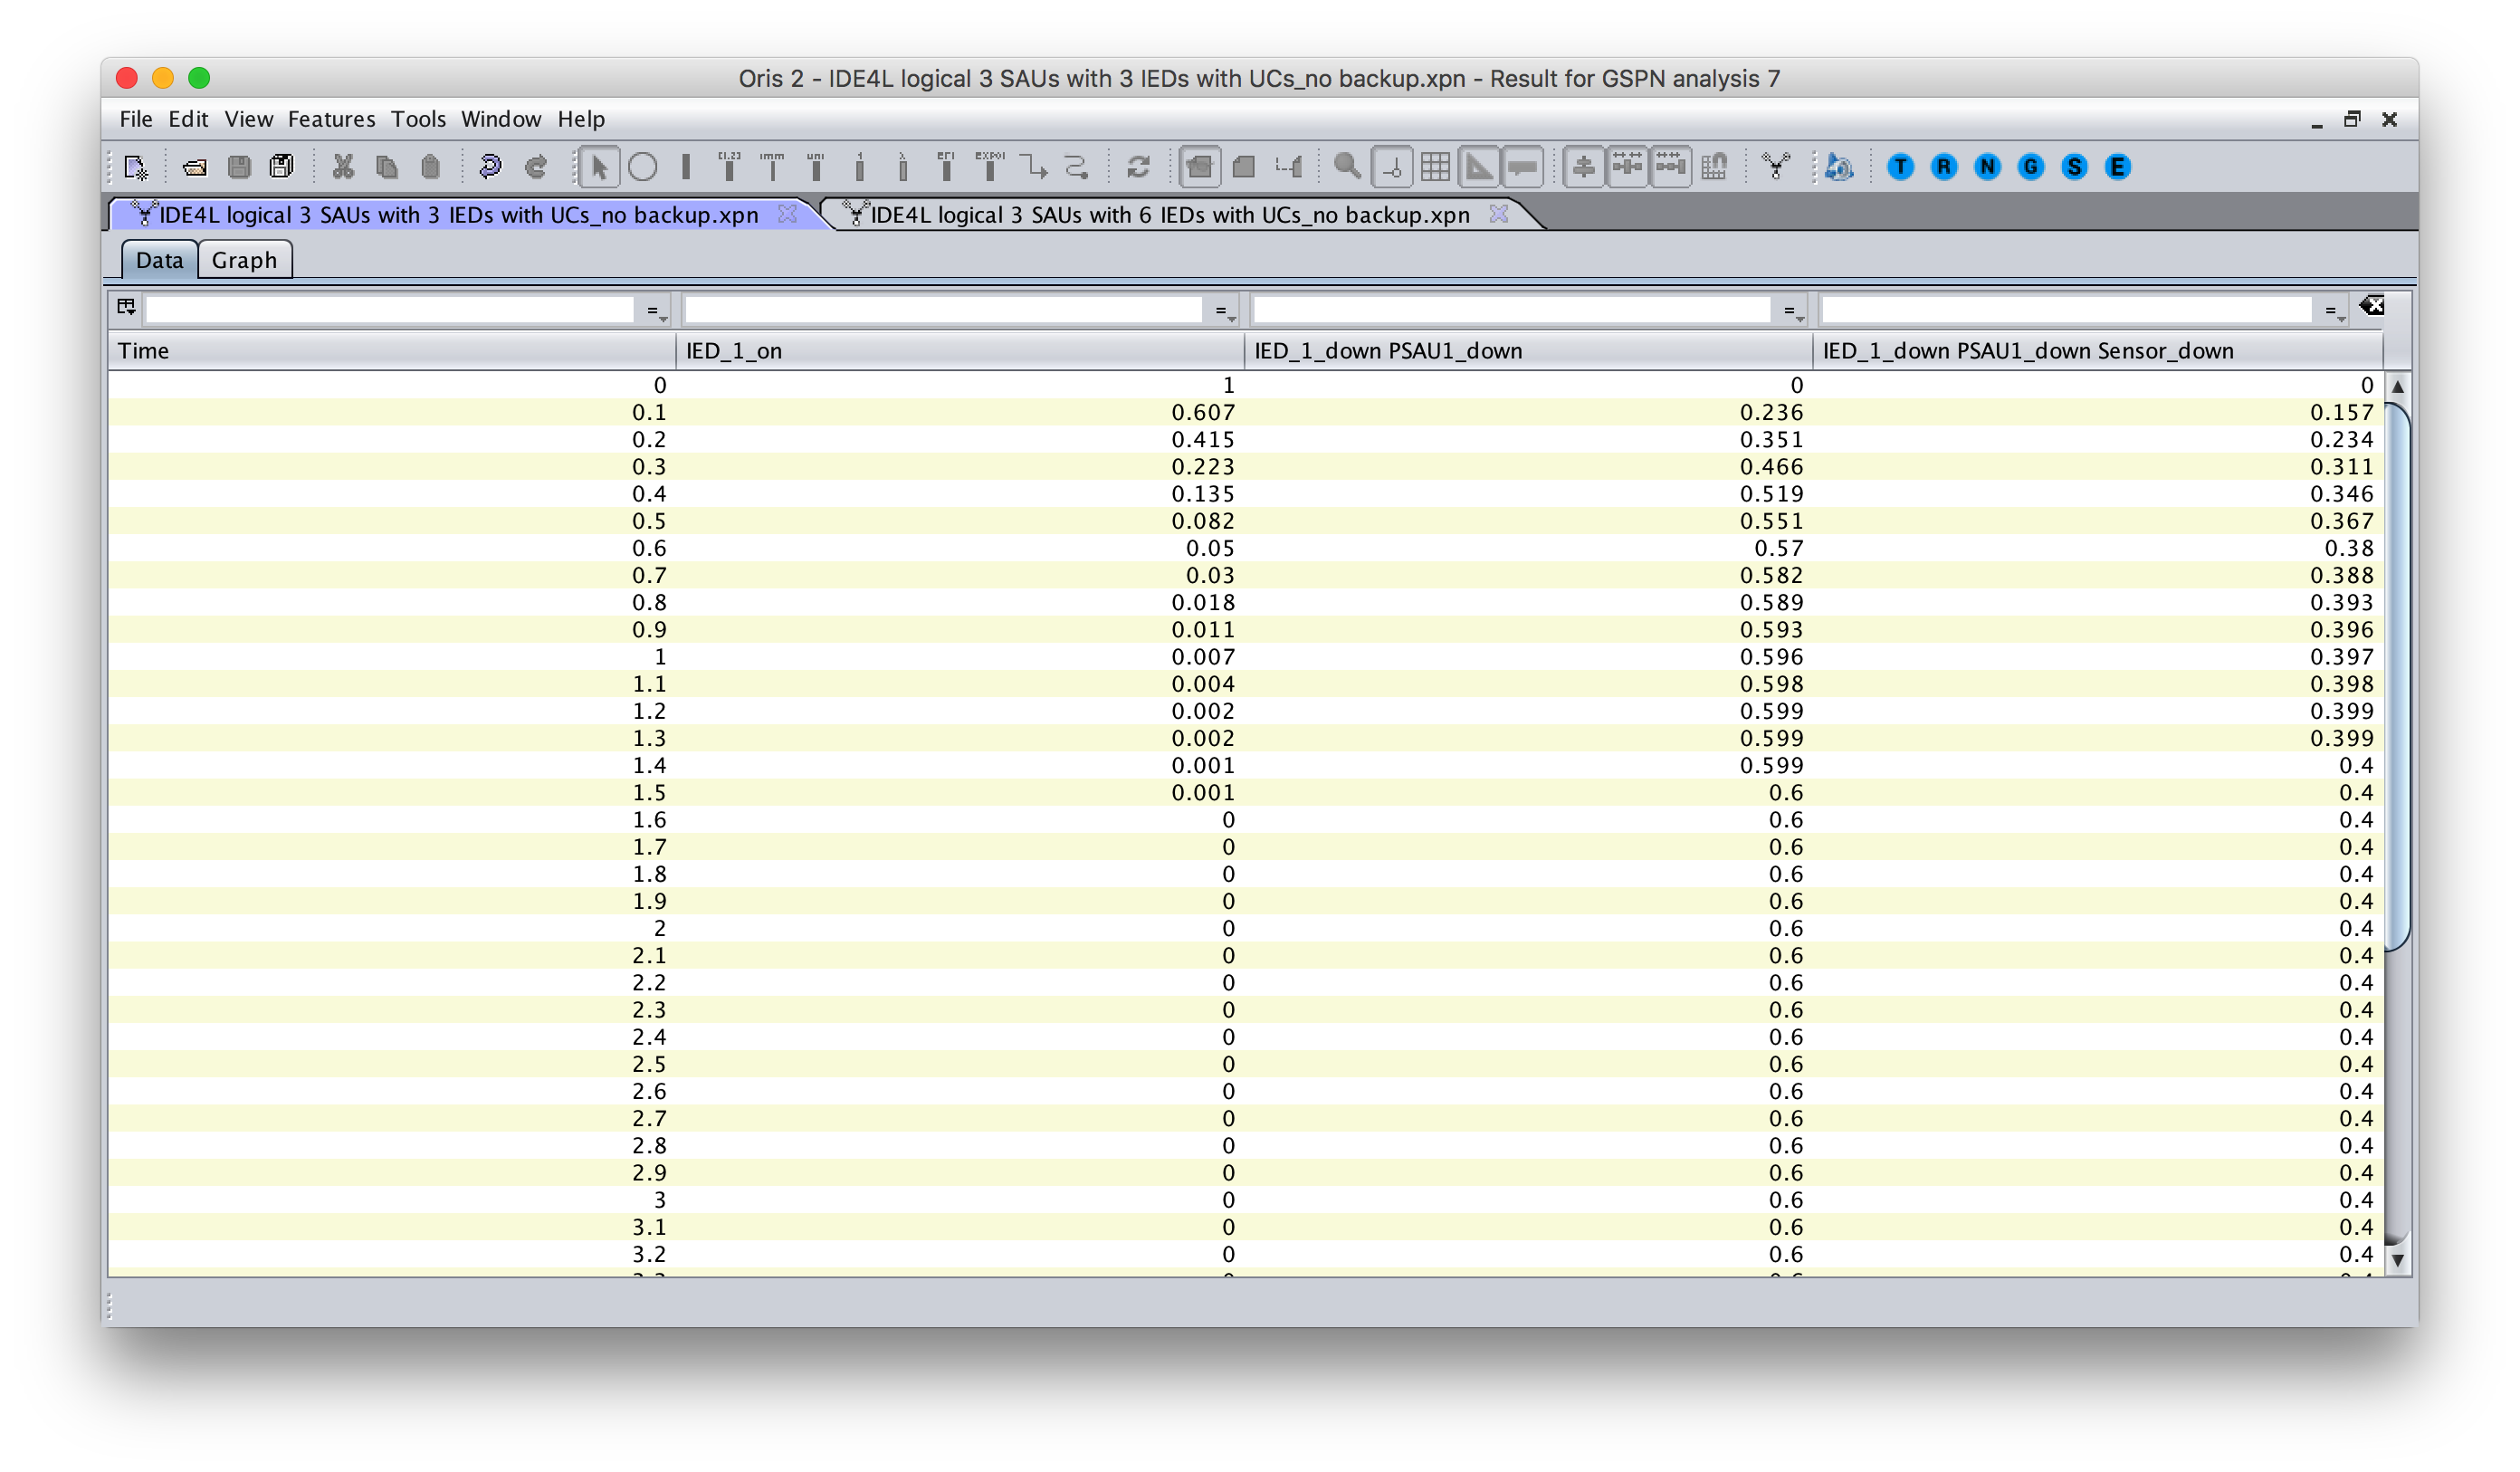 Oris 2 - IDE4L logical 3 SAUs with 3 IEDs with UCs_no backup.xpn - Result for GSPN analysis 7
File Edit View Features Tools Window Help
[1,2] imm uni 1 λ erl expol T R N G S E
IDE4L logical 3 SAUs with 3 IEDs with UCs_no backup.xpn IDE4L logical 3 SAUs with 6 IEDs with UCs_no backup.xpn
Data Graph
= = = =
Time IED_1_on IED_1_down PSAU1_down IED_1_down PSAU1_down Sensor_down
0 1 0 0
0.1 0.607 0.236 0.157
0.2 0.415 0.351 0.234
0.3 0.223 0.466 0.311
0.4 0.135 0.519 0.346
0.5 0.082 0.551 0.367
0.6 0.05 0.57 0.38
0.7 0.03 0.582 0.388
0.8 0.018 0.589 0.393
0.9 0.011 0.593 0.396
1 0.007 0.596 0.397
1.1 0.004 0.598 0.398
1.2 0.002 0.599 0.399
1.3 0.002 0.599 0.399
1.4 0.001 0.599 0.4
1.5 0.001 0.6 0.4
1.6 0 0.6 0.4
1.7 0 0.6 0.4
1.8 0 0.6 0.4
1.9 0 0.6 0.4
2 0 0.6 0.4
2.1 0 0.6 0.4
2.2 0 0.6 0.4
2.3 0 0.6 0.4
2.4 0 0.6 0.4
2.5 0 0.6 0.4
2.6 0 0.6 0.4
2.7 0 0.6 0.4
2.8 0 0.6 0.4
2.9 0 0.6 0.4
3 0 0.6 0.4
3.1 0 0.6 0.4
3.2 0 0.6 0.4